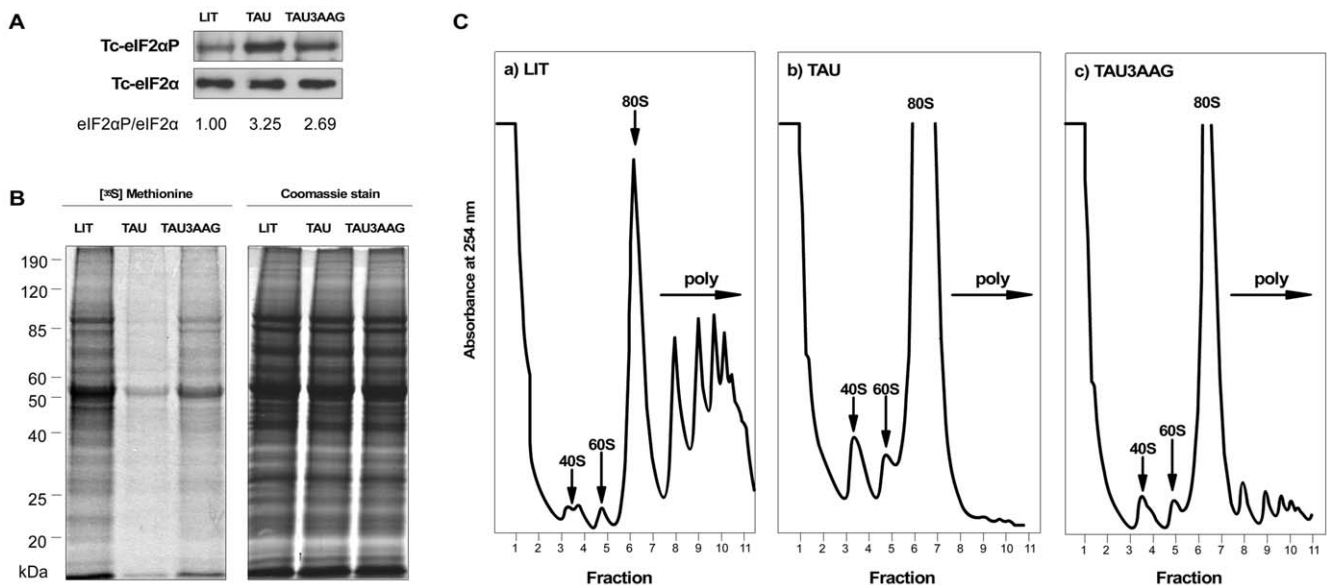 A
LIT TAU TAU3AAG
Tc-eIF2αP
Tc-eIF2α
eIF2αP/eIF2α 1.00 3.25 2.69
B
[³⁵S] Methionine Coomassie stain
LIT TAU TAU3AAG LIT TAU TAU3AAG
190
120
85
60
50
40
25
20
kDa
C
Absorbance at 254 nm
a) LIT
80S
poly
40S
60S
1 2 3 4 5 6 7 8 9 10 11
Fraction
b) TAU
80S
poly
40S
60S
1 2 3 4 5 6 7 8 9 10 11
Fraction
c) TAU3AAG
80S
poly
40S
60S
1 2 3 4 5 6 7 8 9 10 11
Fraction